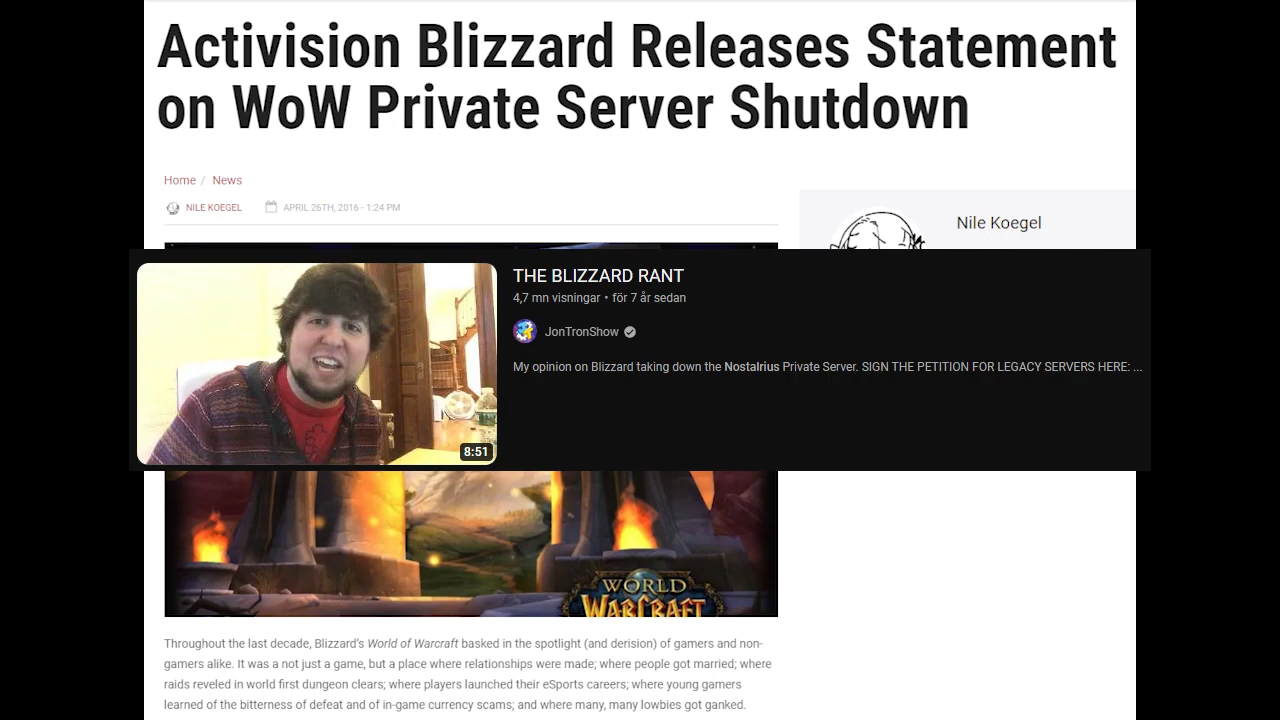 Activision Blizzard Releases Statement
on WoW Private Server Shutdown
Home / News
NILE KOEGEL APRIL 26TH, 2016 - 1:24 PM
Nile Koegel
THE BLIZZARD RANT
4,7 mn visningar • för 7 år sedan
JonTronShow
My opinion on Blizzard taking down the Nostalrius Private Server. SIGN THE PETITION FOR LEGACY SERVERS HERE: ...
8:51
WORLD
WARCRAFT
Throughout the last decade, Blizzard's World of Warcraft basked in the spotlight (and derision) of gamers and non-
gamers alike. It was a not just a game, but a place where relationships were made; where people got married; where
raids reveled in world first dungeon clears; where players launched their eSports careers; where young gamers
learned of the bitterness of defeat and of in-game currency scams; and where many, many lowbies got ganked.